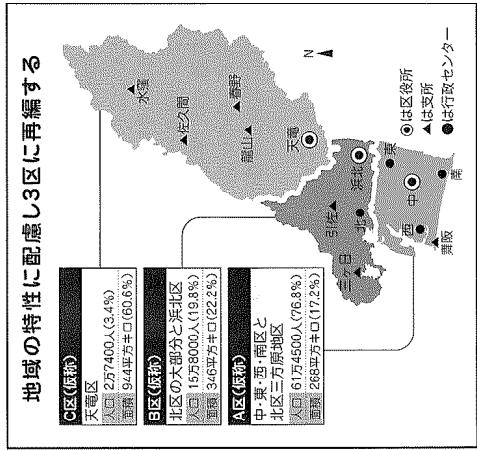 地域の特性に配慮し3区に再編する
C区(仮称)
天竜区
人口 2万7400人(3.4%)
面積 944平方キロ(60.6%)
B区(仮称)
北区の大部分と浜北区
人口 15万8000人(19.8%)
面積 346平方キロ(22.2%)
A区(仮称)
中・東・西・南区と
北区三方原地区
人口 61万4500人(76.8%)
面積 268平方キロ(17.2%)
水窪
佐久間
春野
龍山
天竜
N
引佐
浜北
三ヶ日
北
東
中
西
南
舞阪
◉は区役所
▲は支所
●は行政センター